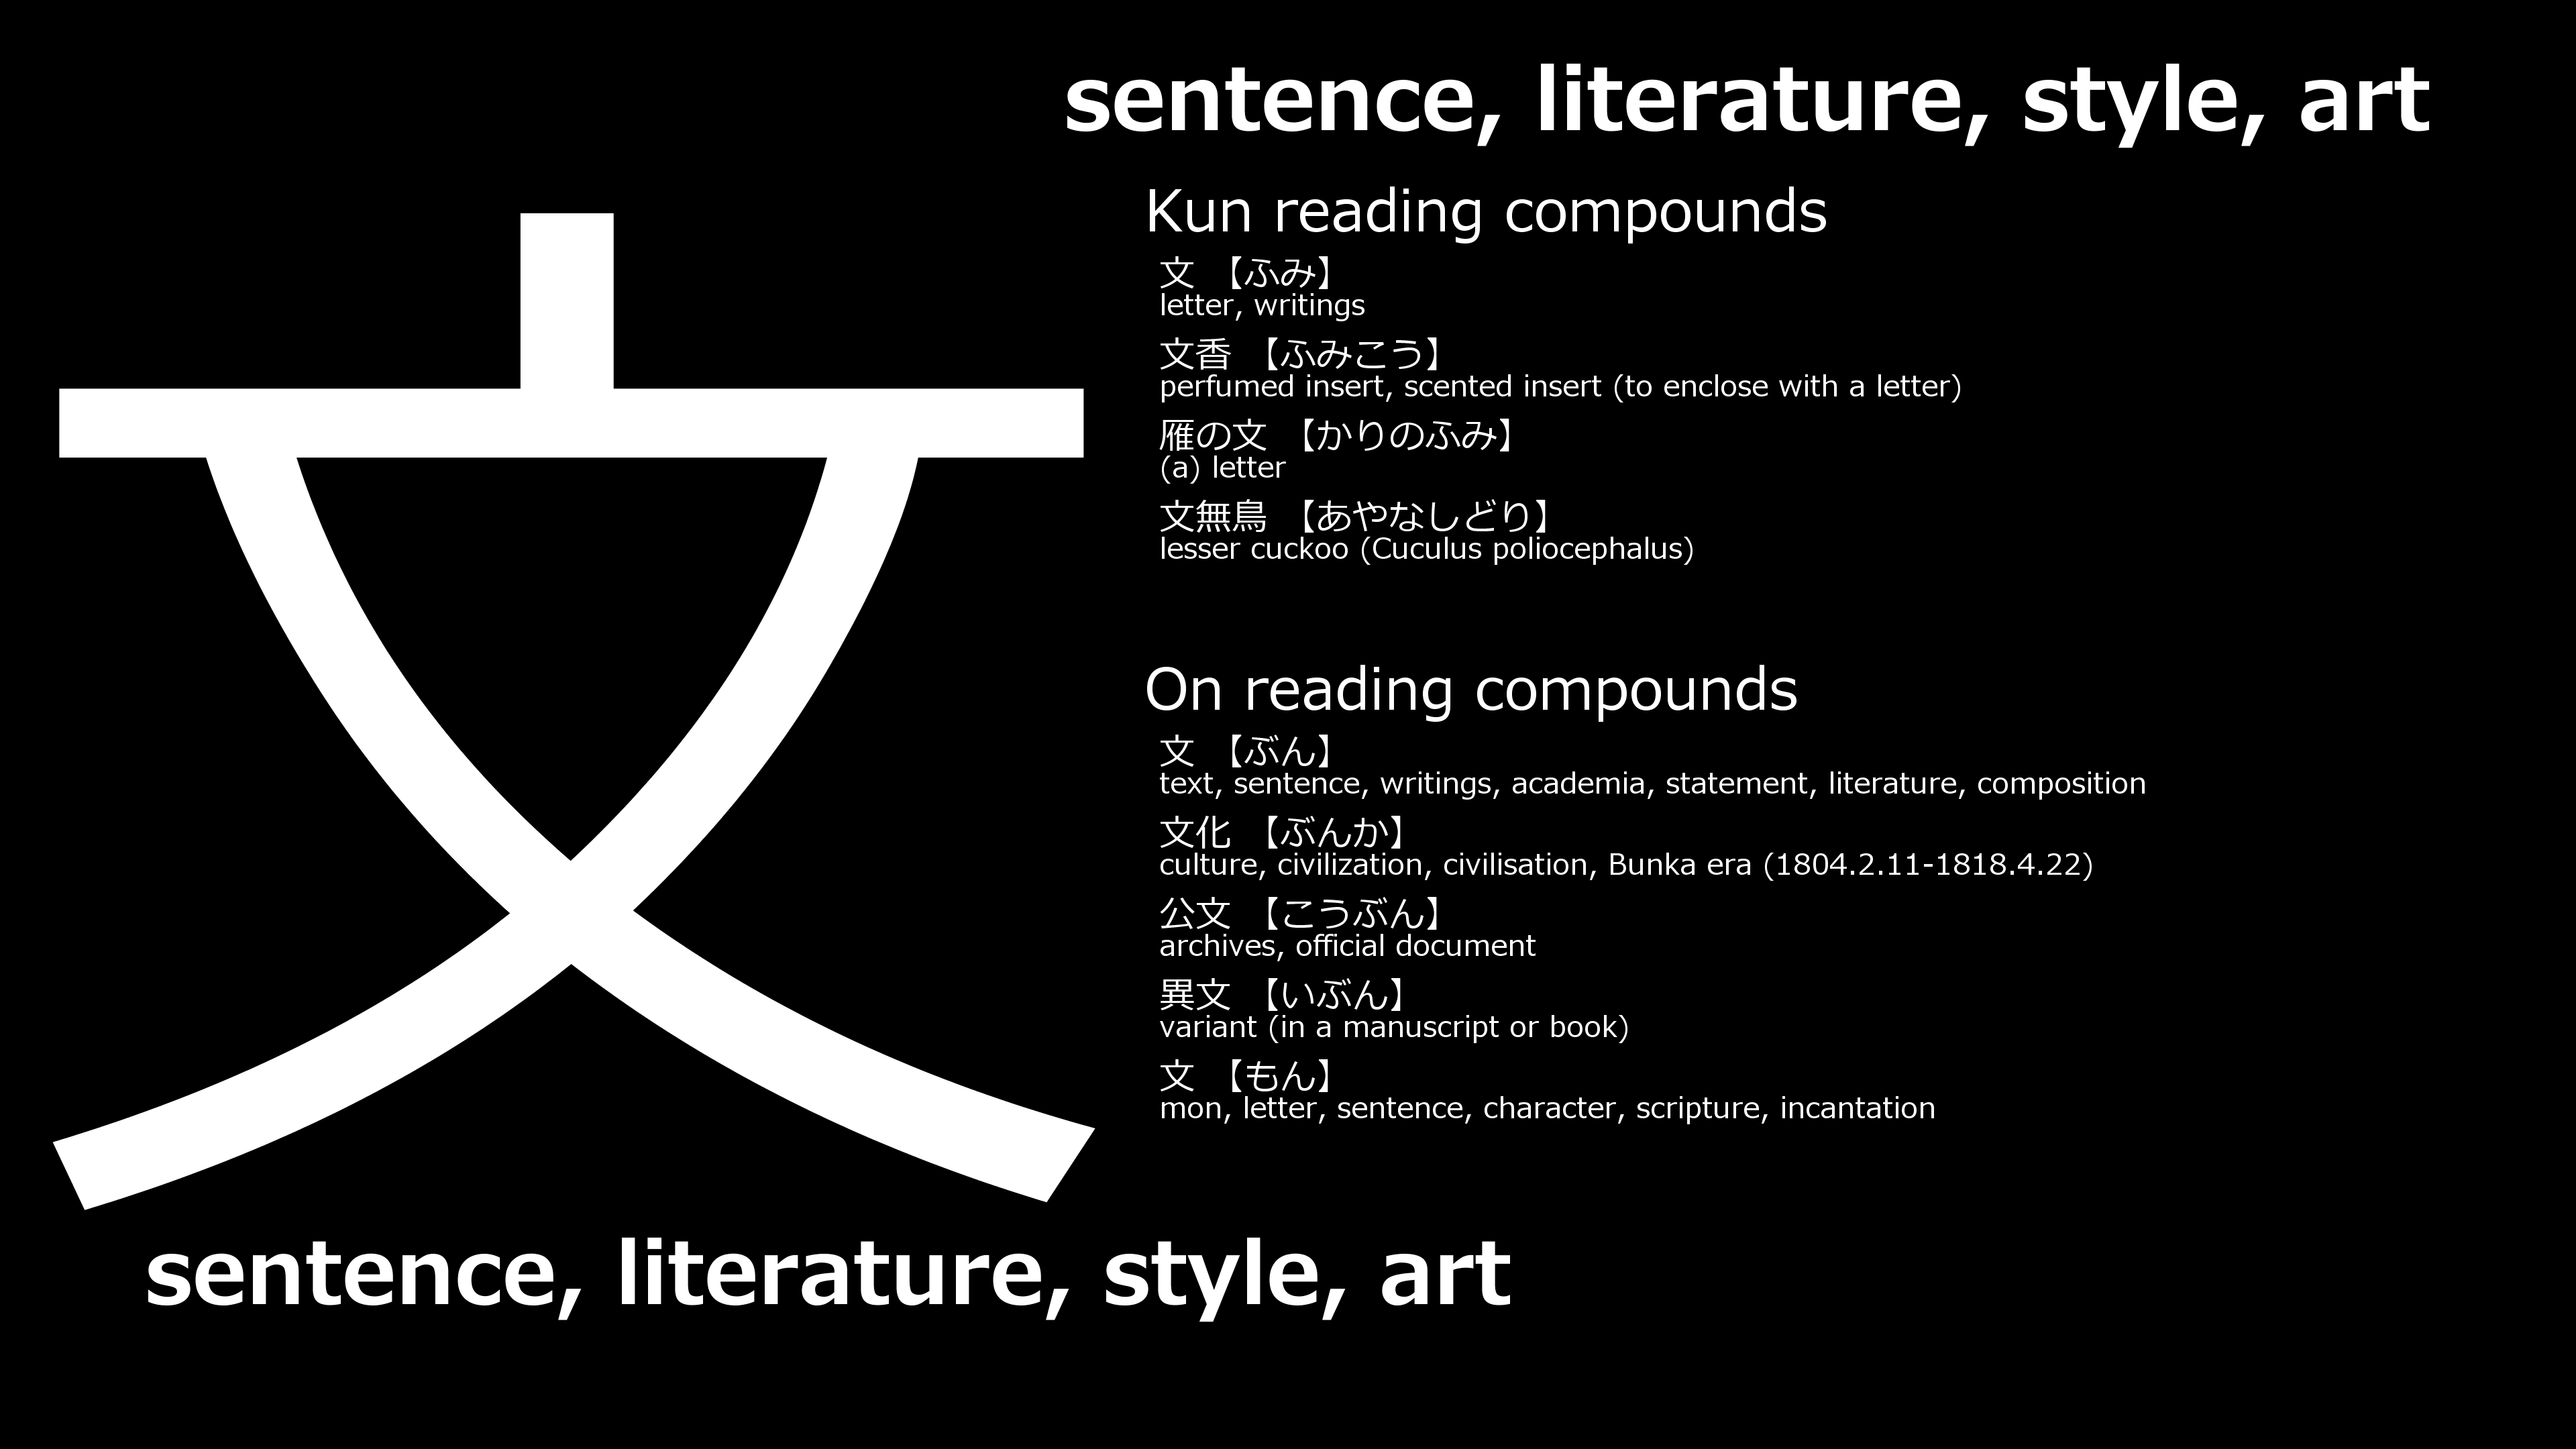 sentence, literature, style, art
文
Kun reading compounds
文 【ふみ】
letter, writings
文香 【ふみこう】
perfumed insert, scented insert (to enclose with a letter)
雁の文 【かりのふみ】
(a) letter
文無鳥 【あやなしどり】
lesser cuckoo (Cuculus poliocephalus)
On reading compounds
文 【ぶん】
text, sentence, writings, academia, statement, literature, composition
文化 【ぶんか】
culture, civilization, civilisation, Bunka era (1804.2.11-1818.4.22)
公文 【こうぶん】
archives, official document
異文 【いぶん】
variant (in a manuscript or book)
文 【もん】
mon, letter, sentence, character, scripture, incantation
sentence, literature, style, art